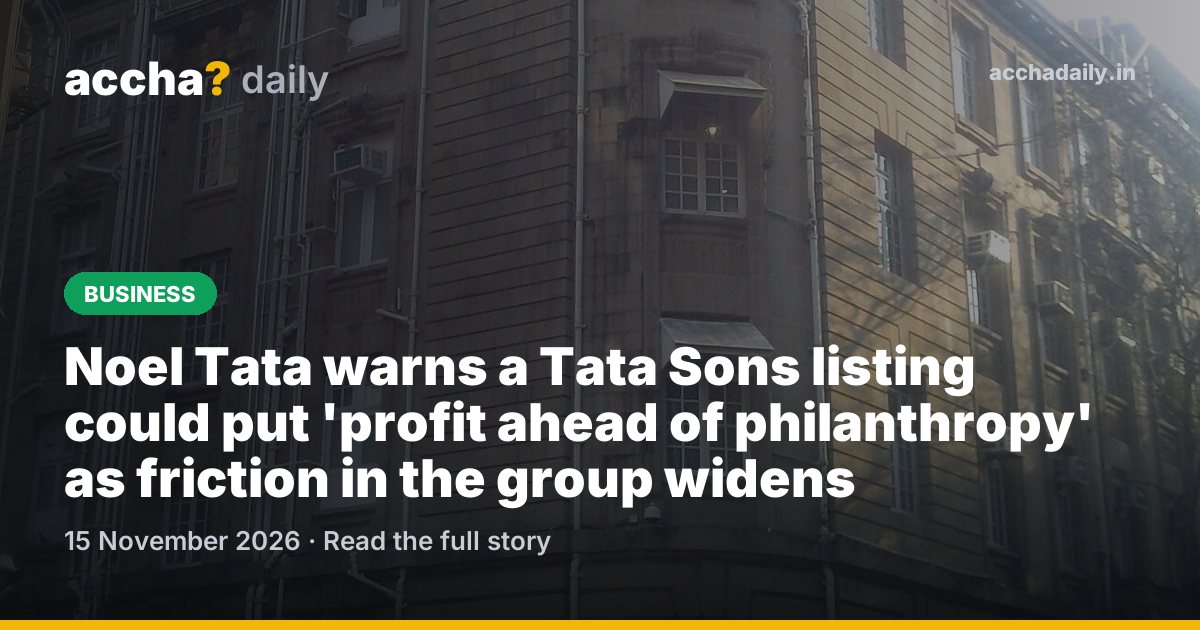 accha? daily
acchadaily.in
BUSINESS
Noel Tata warns a Tata Sons listing
could put 'profit ahead of philanthropy'
as friction in the group widens
15 November 2026 · Read the full story